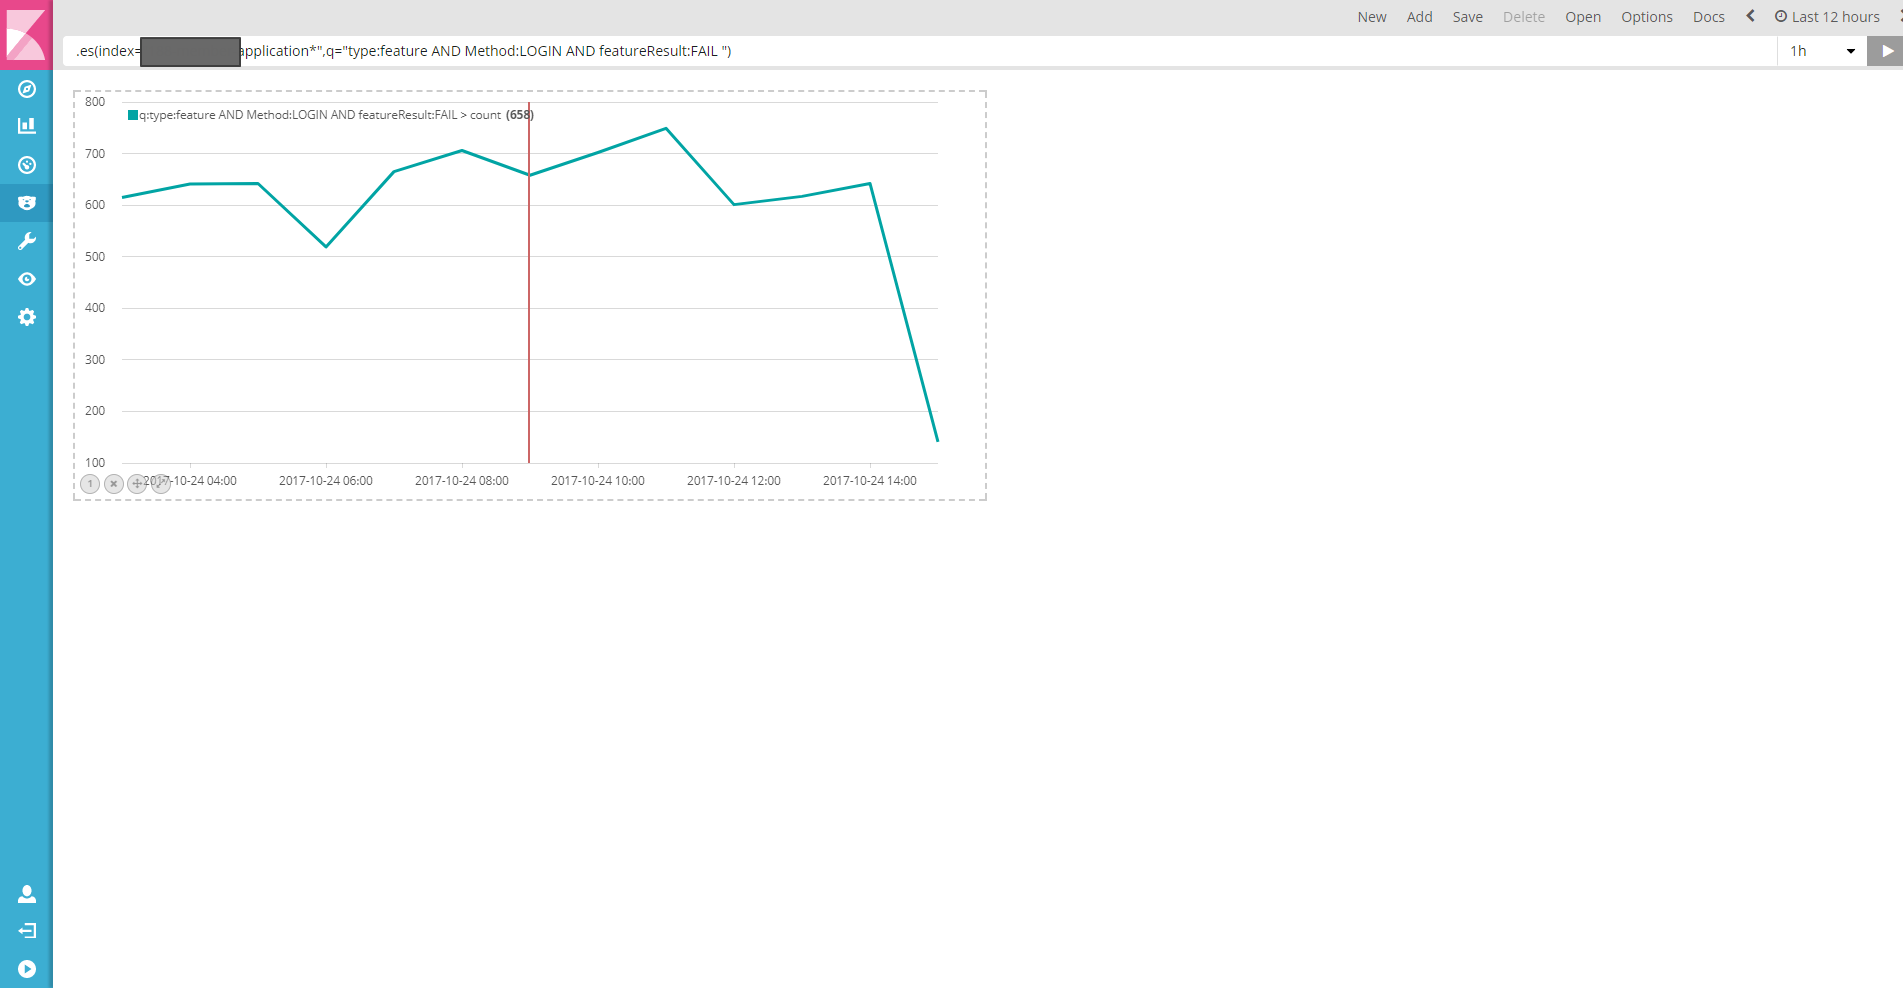 New Add Save Delete Open Options Docs Last 12 hours
.es(index= application*",q="type:feature AND Method:LOGIN AND featureResult:FAIL ") 1h
q:type:feature AND Method:LOGIN AND featureResult:FAIL > count (658)
800
700
600
500
400
300
200
100
2017-10-24 04:00 2017-10-24 06:00 2017-10-24 08:00 2017-10-24 10:00 2017-10-24 12:00 2017-10-24 14:00
1